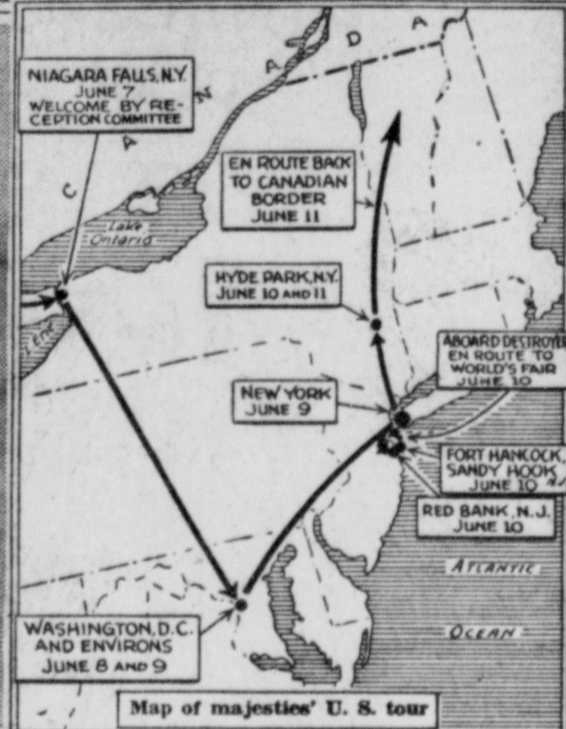 NIAGARA FALLS, N.Y.
JUNE 7
WELCOME BY RE-
CEPTION COMMITTEE
CANADA
Lake
Ontario
Erie
EN ROUTE BACK
TO CANADIAN
BORDER
JUNE 11
HYDE PARK, N.Y.
JUNE 10 AND 11
ABOARD DESTROYER
EN ROUTE TO
WORLD'S FAIR
JUNE 10
NEW YORK
JUNE 9
FORT HANCOCK,
SANDY HOOK, N.J.
JUNE 10
RED BANK, N.J.
JUNE 10
ATLANTIC
OCEAN
WASHINGTON, D.C.
AND ENVIRONS
JUNE 8 AND 9
Map of majesties' U. S. tour